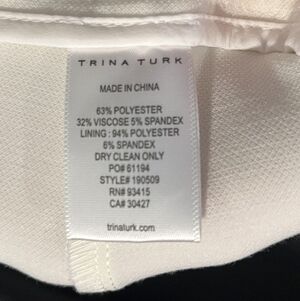 TRINA TURK
MADE IN CHINA
63% POLYESTER
32% VISCOSE 5% SPANDEX
LINING : 94% POLYESTER
6% SPANDEX
DRY CLEAN ONLY
PO# 61194
STYLE# 190509
RN# 93415
CA# 30427
trinaturk.com